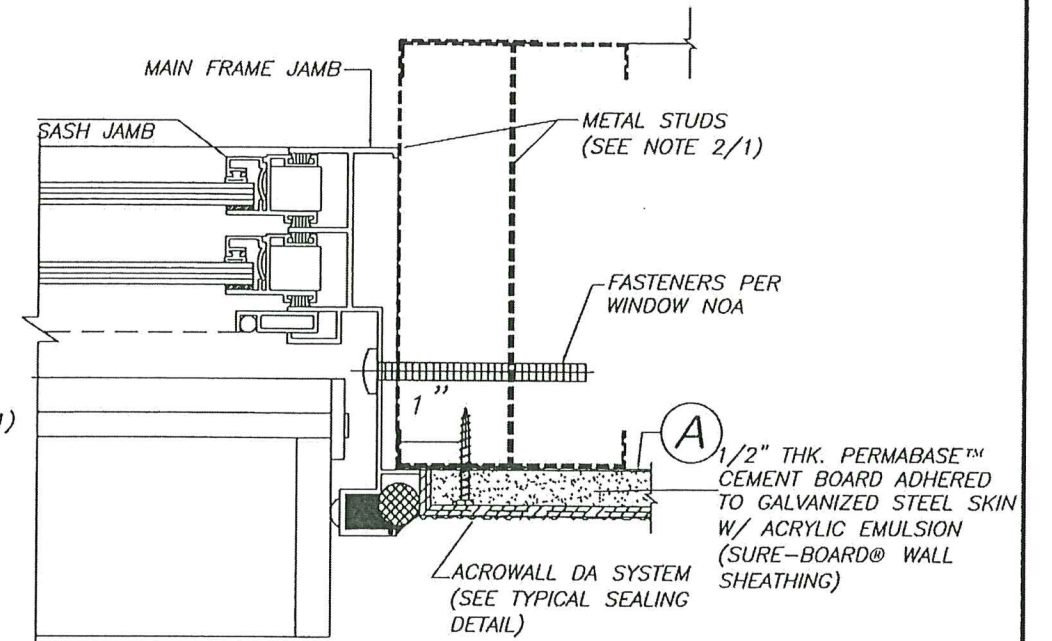 MAIN FRAME JAMB
SASH JAMB
METAL STUDS
(SEE NOTE 2/1)
FASTENERS PER
WINDOW NOA
1"
A
1/2" THK. PERMABASE™
CEMENT BOARD ADHERED
TO GALVANIZED STEEL SKIN
W/ ACRYLIC EMULSION
(SURE-BOARD® WALL
SHEATHING)
ACROWALL DA SYSTEM
(SEE TYPICAL SEALING
DETAIL)